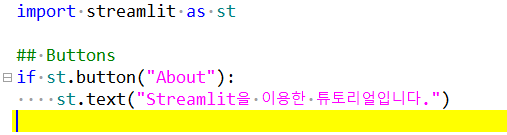 import streamlit as st

## Buttons
if st.button("About"):
    st.text("Streamlit을 이용한 튜토리얼입니다.")